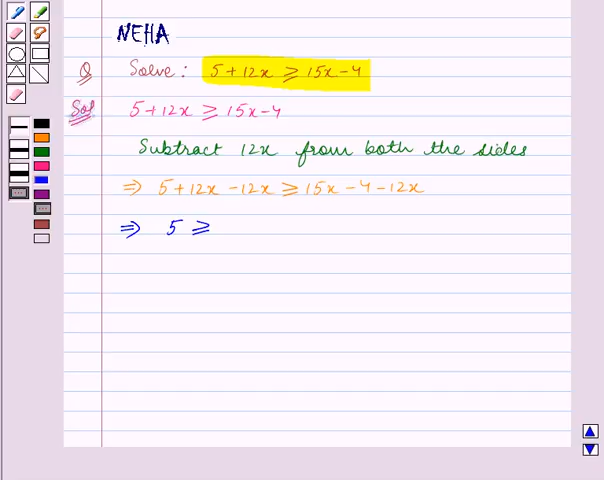 NEHA
Q Solve: 5 + 12x ≥ 15x - 4
Sol 5 + 12x ≥ 15x - 4
Subtract 12x from both the sides
⇒ 5 + 12x - 12x ≥ 15x - 4 - 12x
⇒ 5 ≥